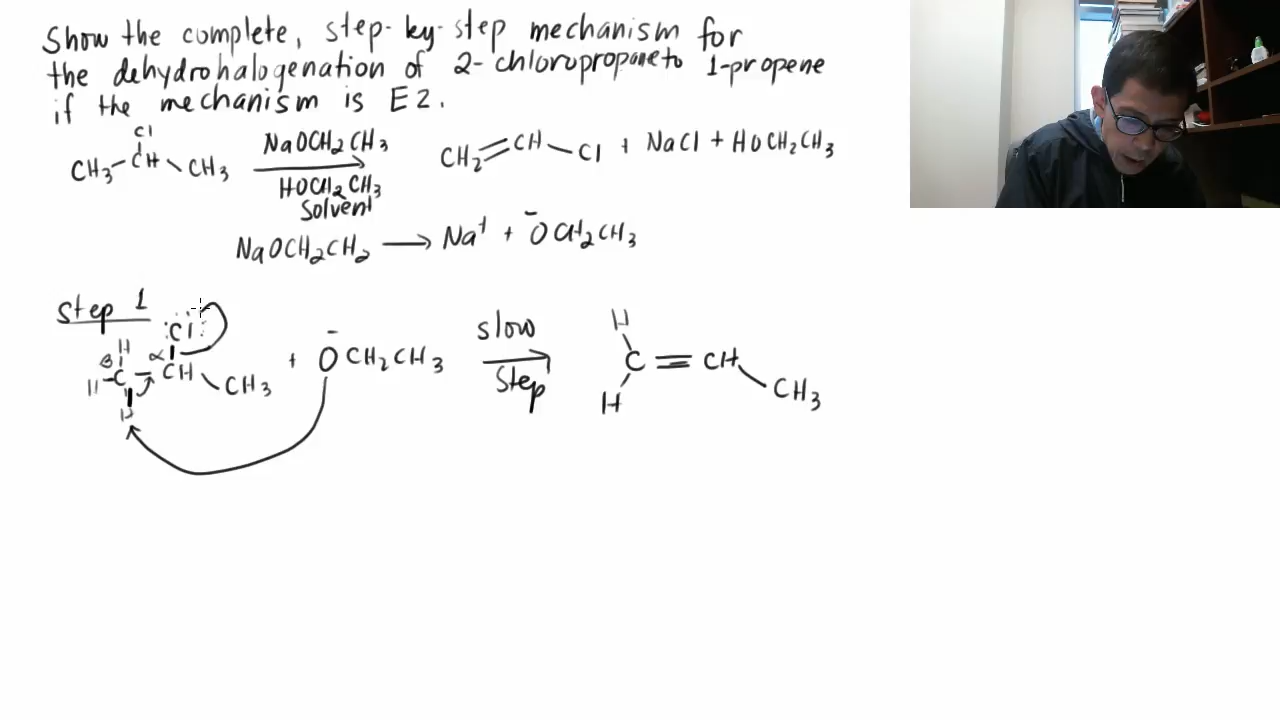 Show the complete, step-by-step mechanism for
the dehydrohalogenation of 2-chloropropane to 1-propene
if the mechanism is E2.
Cl
CH3-CH-CH3 NaOCH2CH3 CH2=CH-Cl + NaCl + HOCH2CH3
HOCH2CH3
Solvent
NaOCH2CH2 → Na+ + -OCH2CH3
Step 1
:Cl:
H
β α
H-C-CH-CH3 + -OCH2CH3 slow H
H Step C=CH-CH3
H